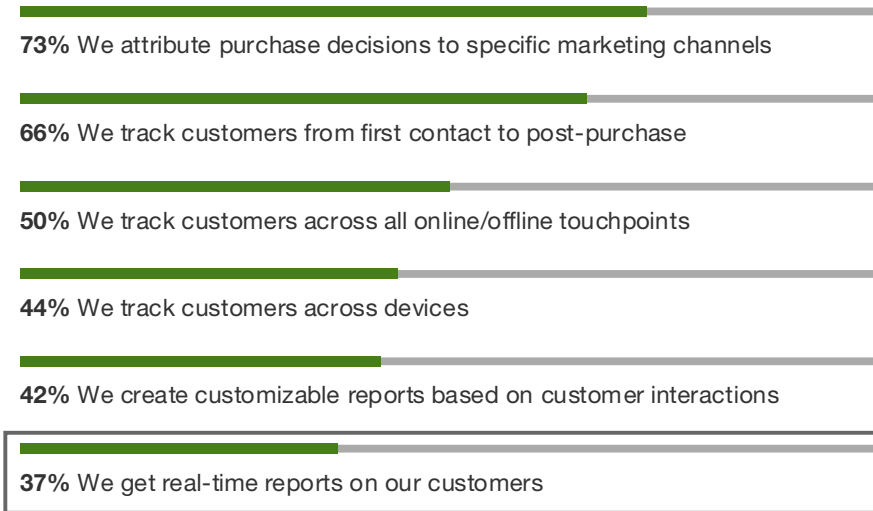 73% We attribute purchase decisions to specific marketing channels
66% We track customers from first contact to post-purchase
50% We track customers across all online/offline touchpoints
44% We track customers across devices
42% We create customizable reports based on customer interactions
37% We get real-time reports on our customers